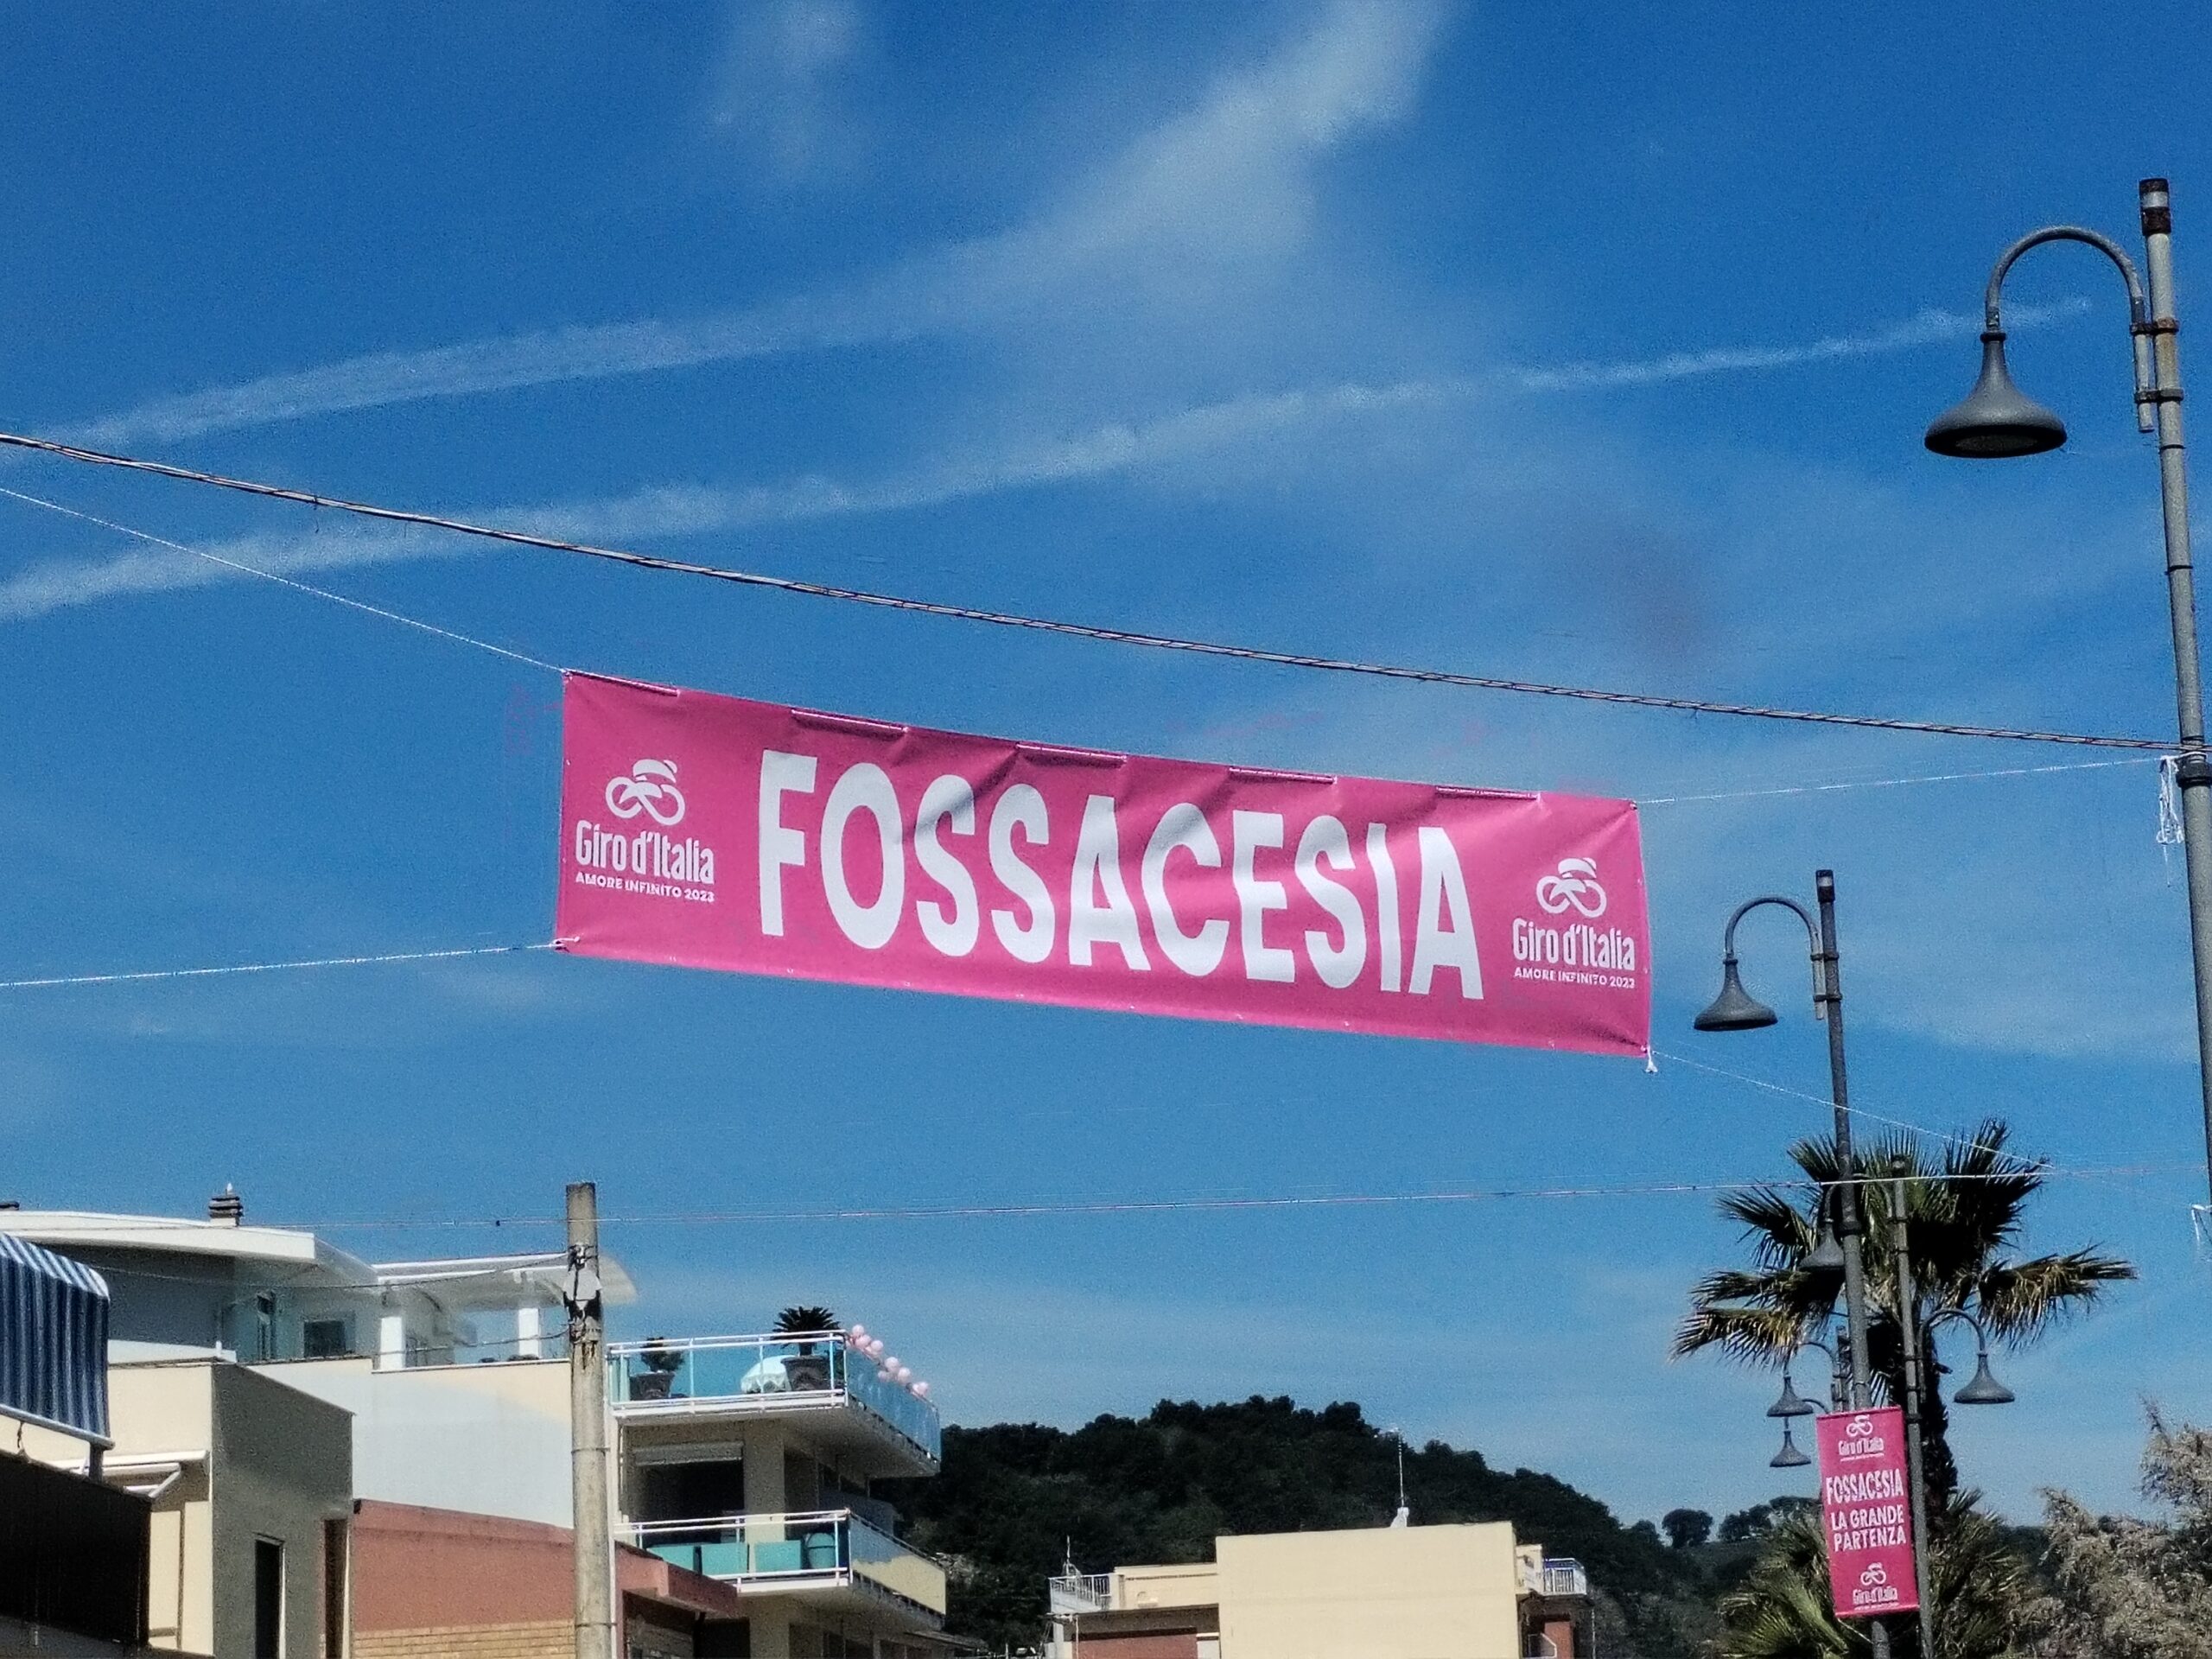 Giro d'Italia
AMORE INFINITO 2023
FOSSACESIA
Giro d'Italia
AMORE INFINITO 2023
Giro d'Italia
FOSSACESIA
LA GRANDE
PARTENZA
Giro d'Italia